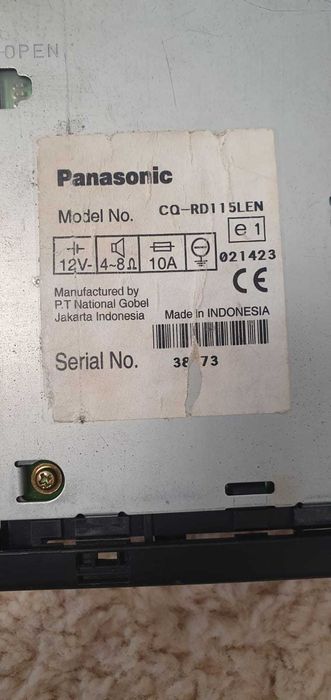 OPEN
Panasonic
Model No. CQ-RD115LEN
e 1
12V- 4~8Ω 10A 021423
CE
Manufactured by
P.T National Gobel
Jakarta Indonesia
Made in INDONESIA
Serial No.